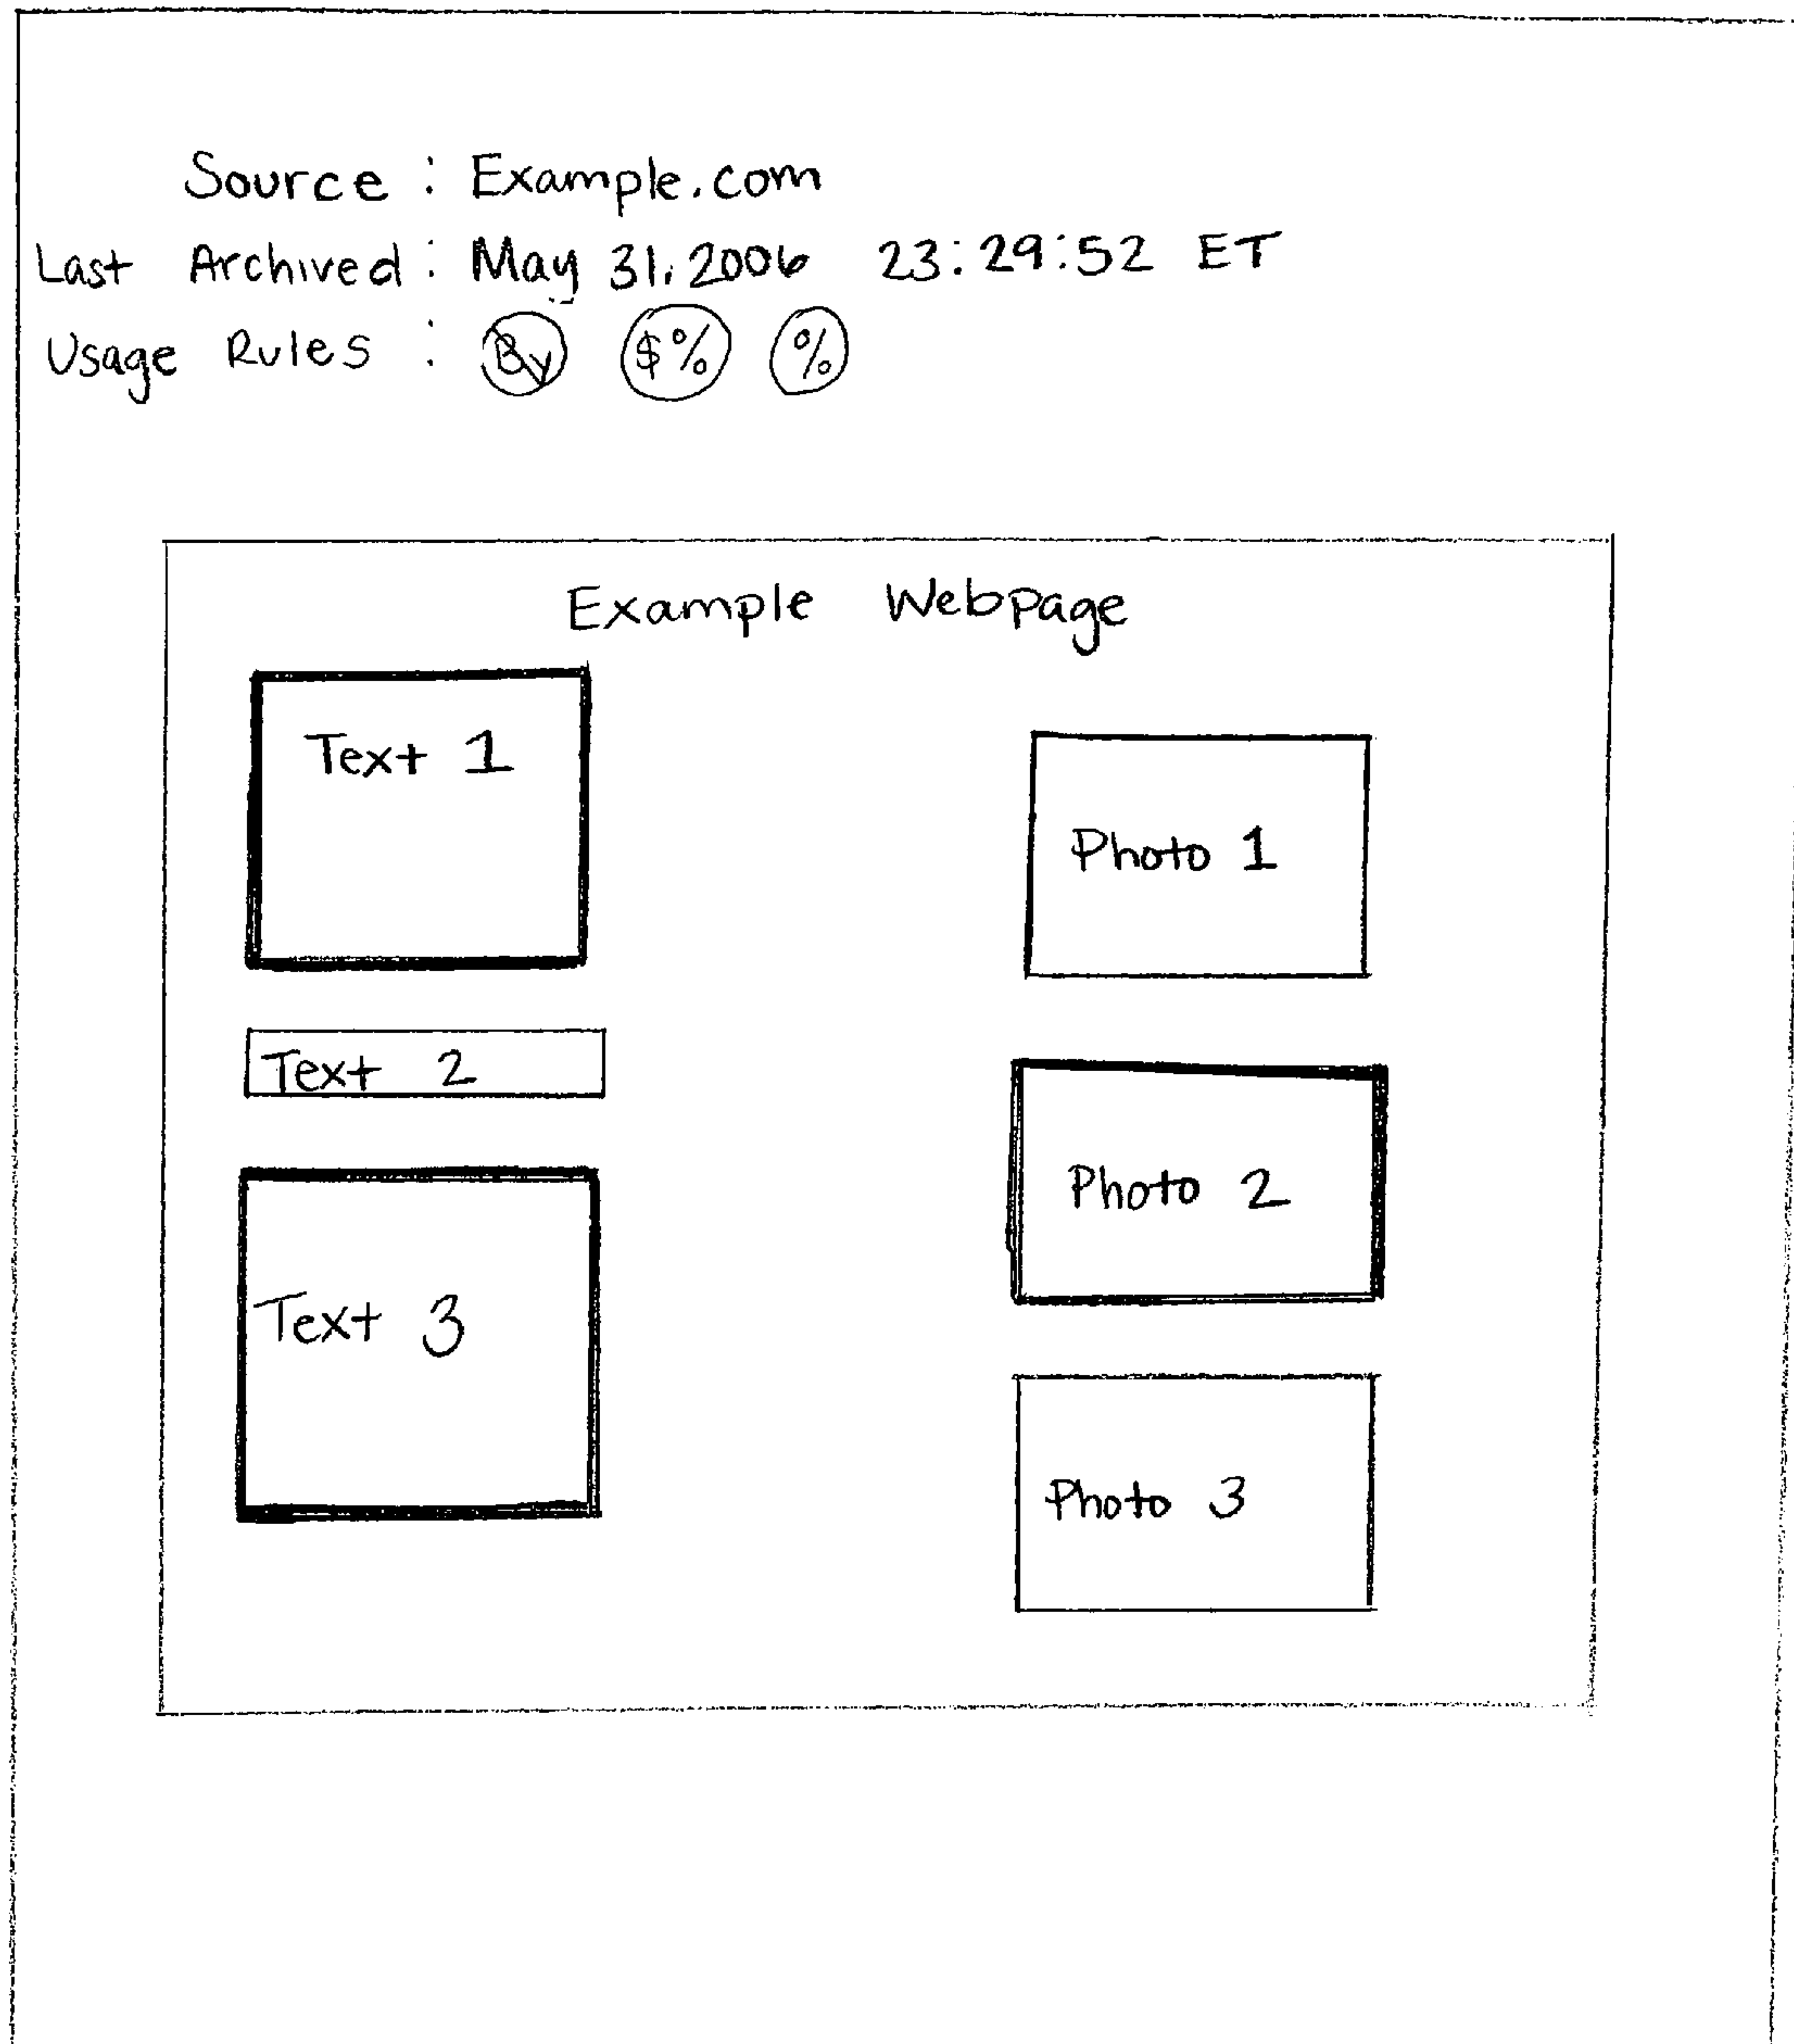 Source : Example.com
Last Archived : May 31, 2006 23:29:52 ET
Usage Rules : By $% %
Example Webpage
Text 1
Text 2
Text 3
Photo 1
Photo 2
Photo 3